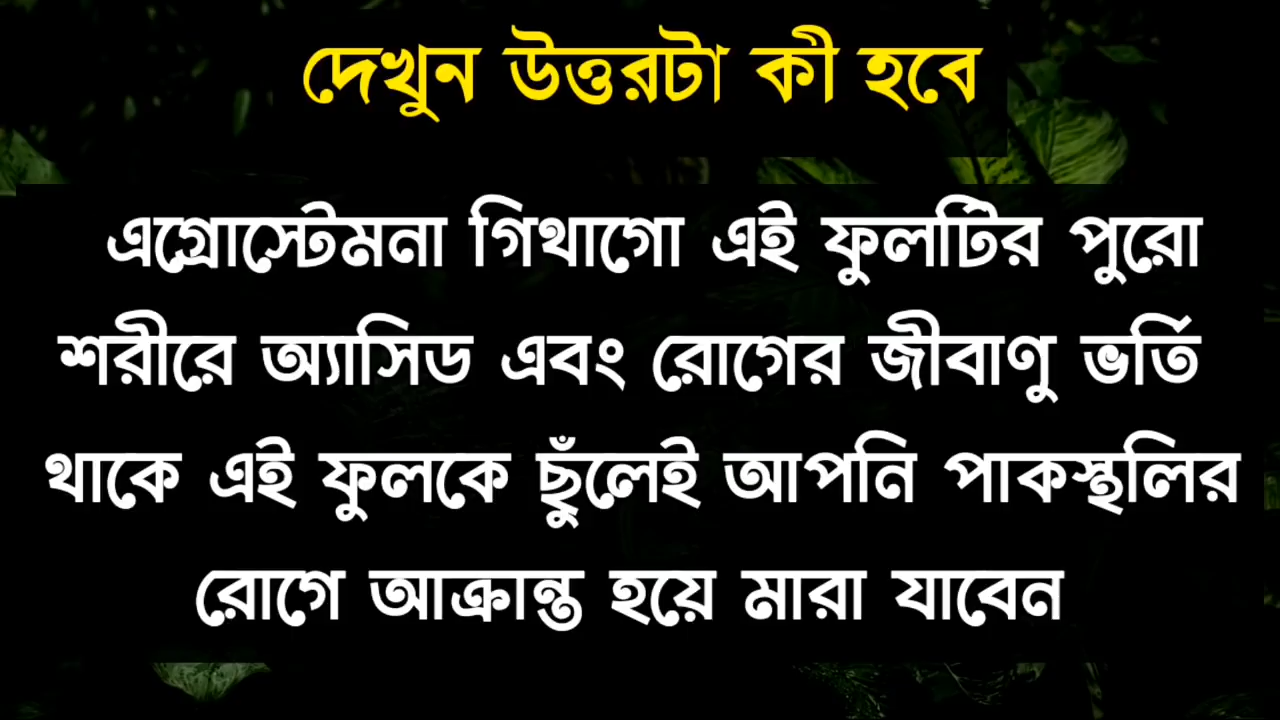 দেখুন উত্তরটা কী হবে
এগ্রোস্টেমনা গিথাগো এই ফুলটির পুরো
শরীরে অ্যাসিড এবং রোগের জীবাণু ভর্তি
থাকে এই ফুলকে ছুঁলেই আপনি পাকস্থলির
রোগে আক্রান্ত হয়ে মারা যাবেন